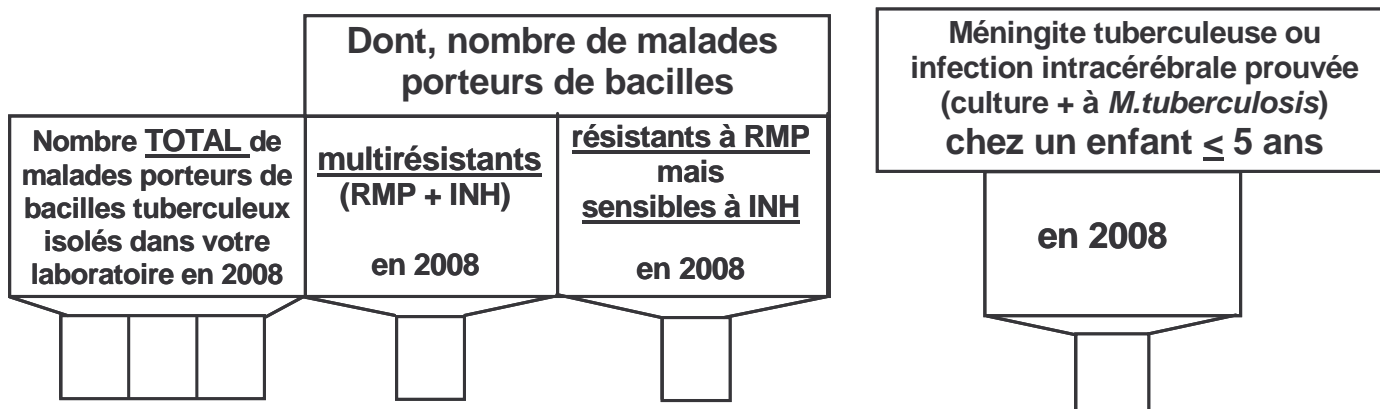 Dont, nombre de malades
porteurs de bacilles
Nombre TOTAL de
malades porteurs de
bacilles tuberculeux
isolés dans votre
laboratoire en 2008
multirésistants
(RMP + INH)
en 2008
résistants à RMP
mais
sensibles à INH
en 2008
Méningite tuberculeuse ou
infection intracérébrale prouvée
(culture + à M.tuberculosis)
chez un enfant ≤ 5 ans
en 2008